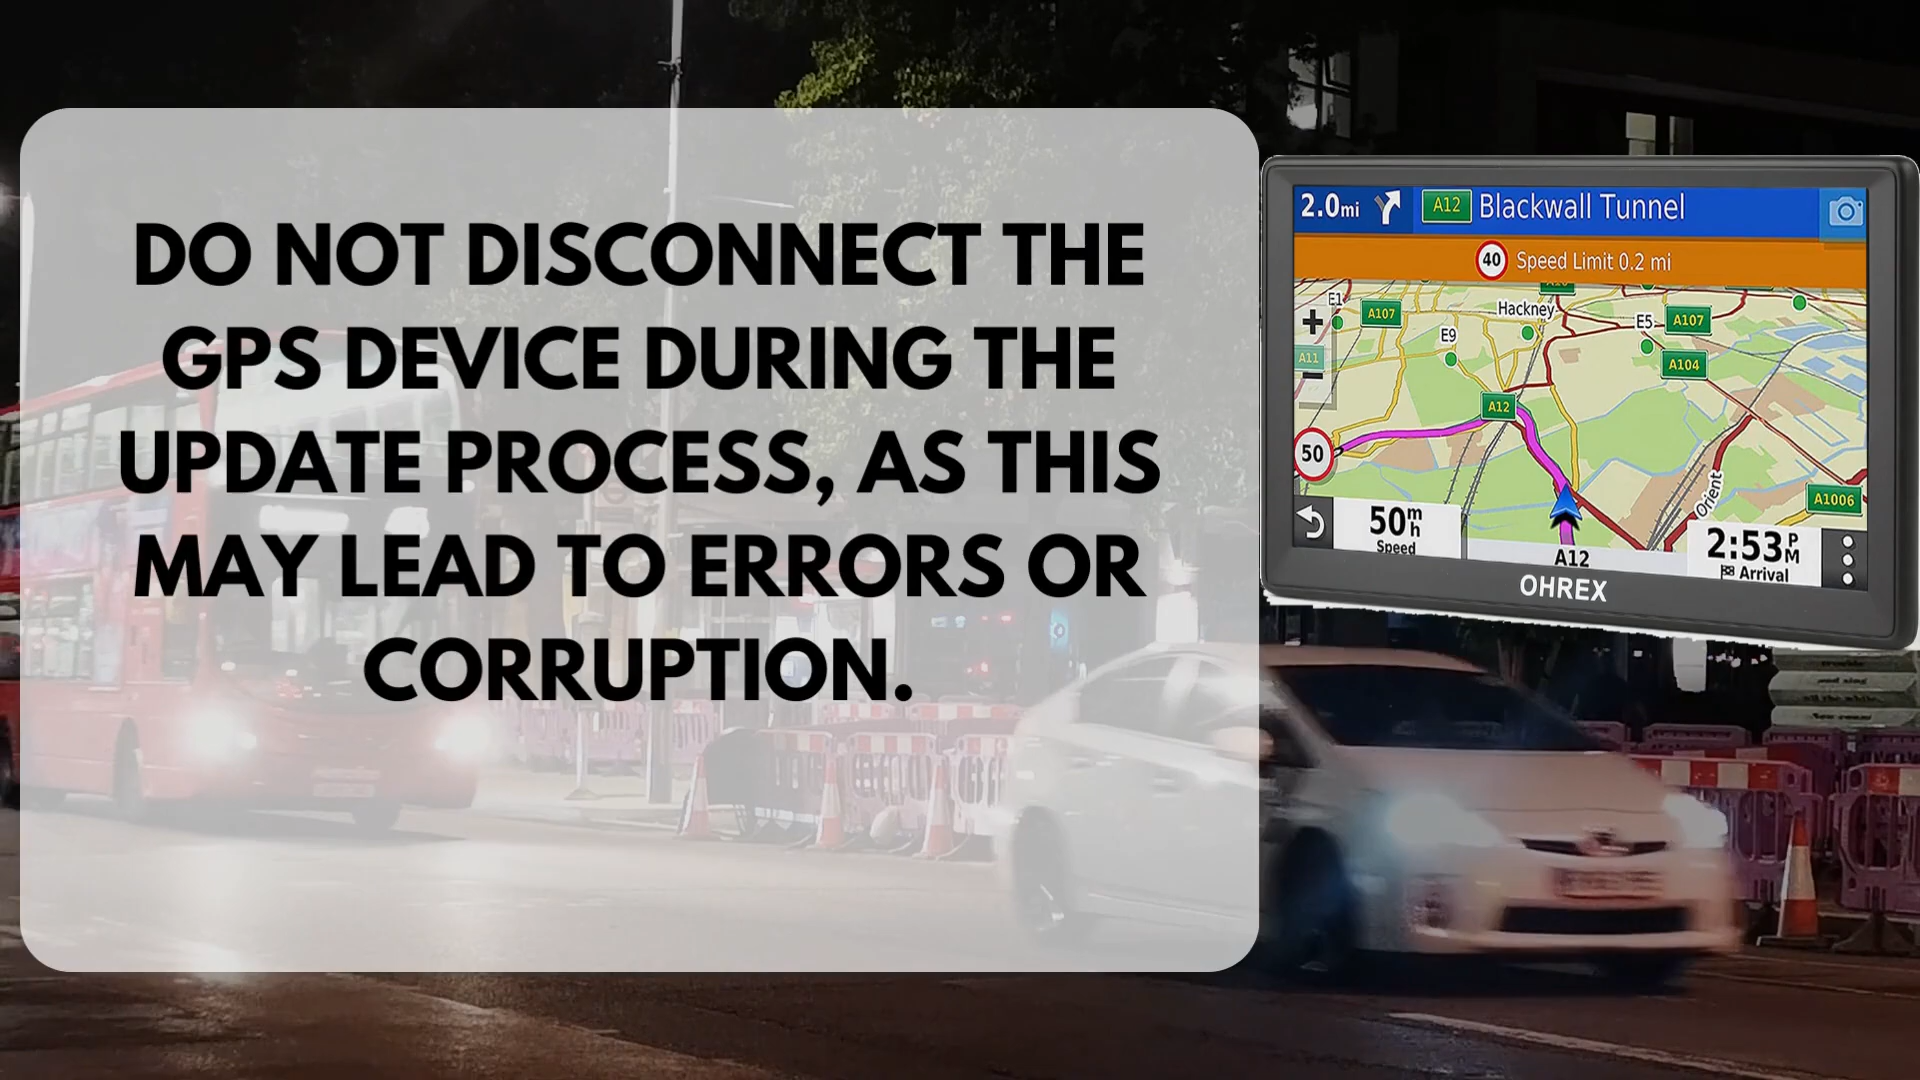 DO NOT DISCONNECT THE
GPS DEVICE DURING THE
UPDATE PROCESS, AS THIS
MAY LEAD TO ERRORS OR
CORRUPTION.
2.0mi A12 Blackwall Tunnel
40 Speed Limit 0.2 mi
E1 A107 Hackney E5 A107
E9
A11 A104
A12
50
Orient A1006
50mh
Speed
A12
2:53PM
Arrival
OHREX